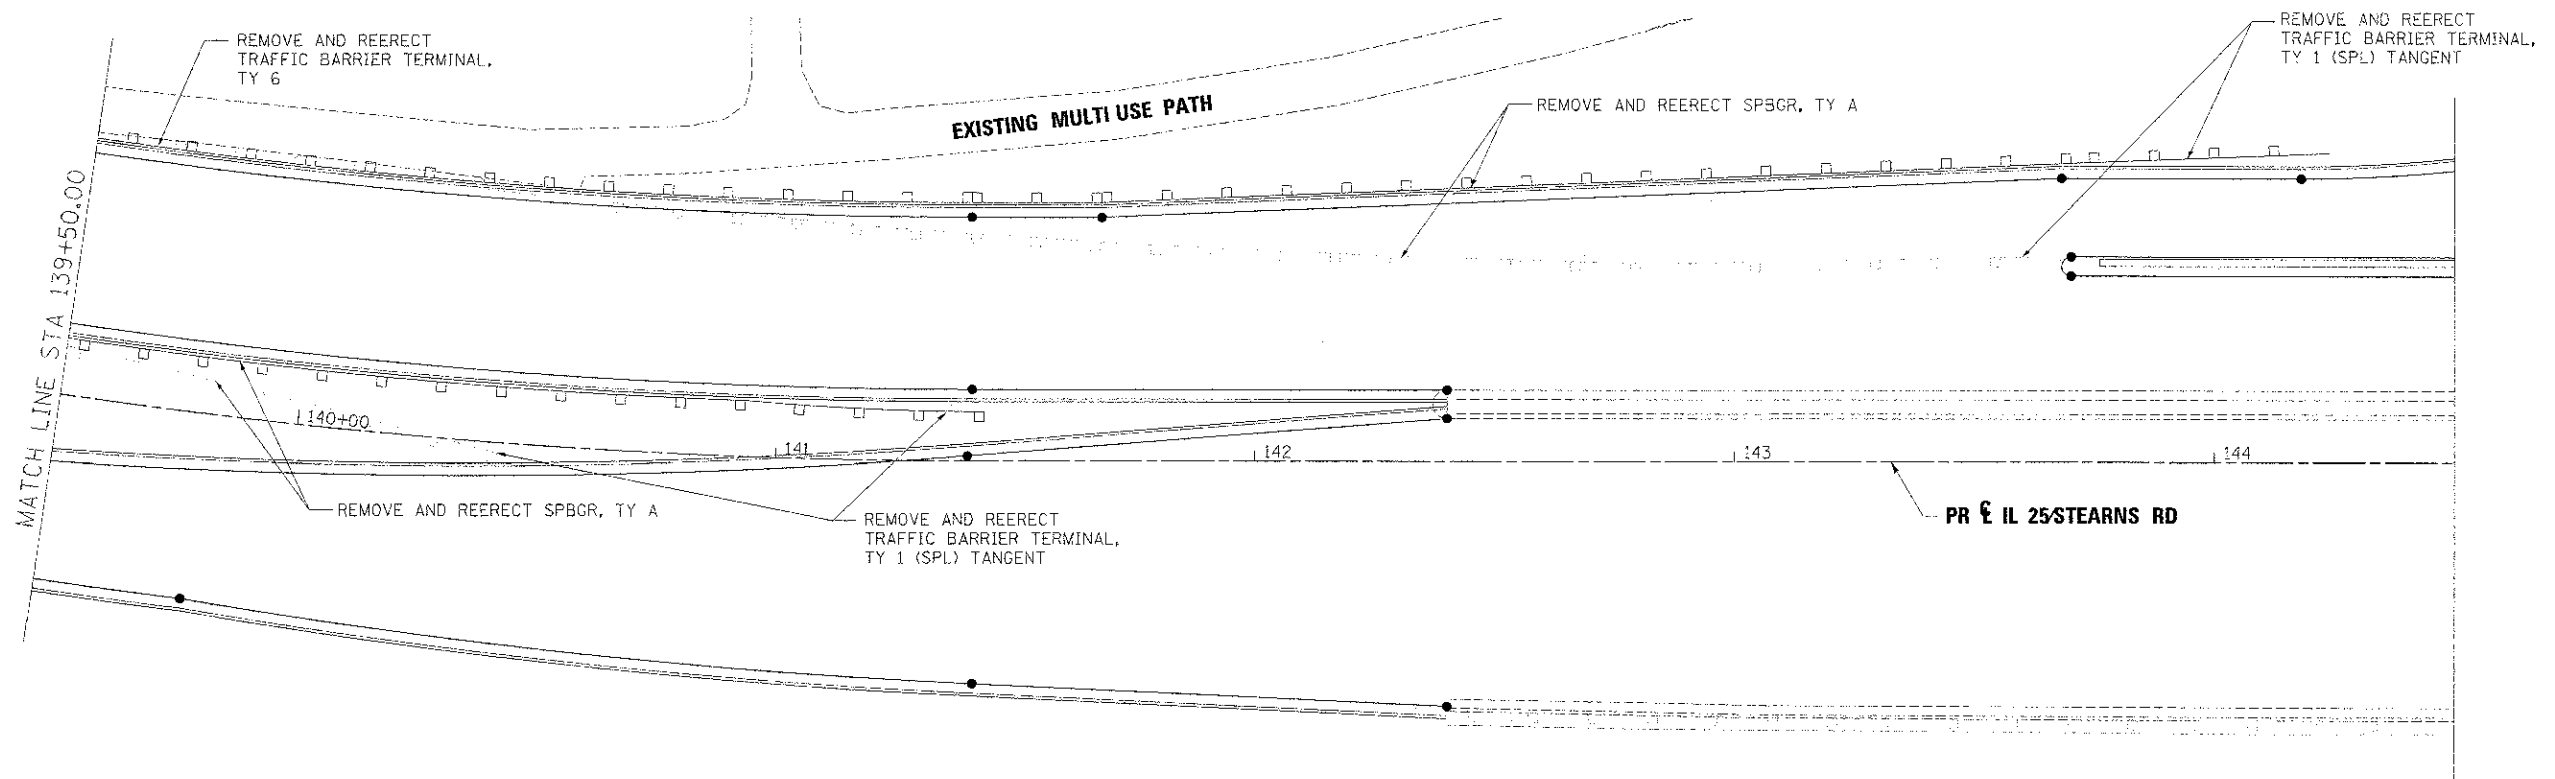 REMOVE AND REERECT
TRAFFIC BARRIER TERMINAL,
TY 6
REMOVE AND REERECT
TRAFFIC BARRIER TERMINAL,
TY 1 (SPL) TANGENT
EXISTING MULTI USE PATH
REMOVE AND REERECT SPBGR, TY A
MATCH LINE STA 139+50.00
140+00
141
142
143
144
REMOVE AND REERECT SPBGR, TY A
REMOVE AND REERECT
TRAFFIC BARRIER TERMINAL,
TY 1 (SPL) TANGENT
PR ℄ IL 25/STEARNS RD